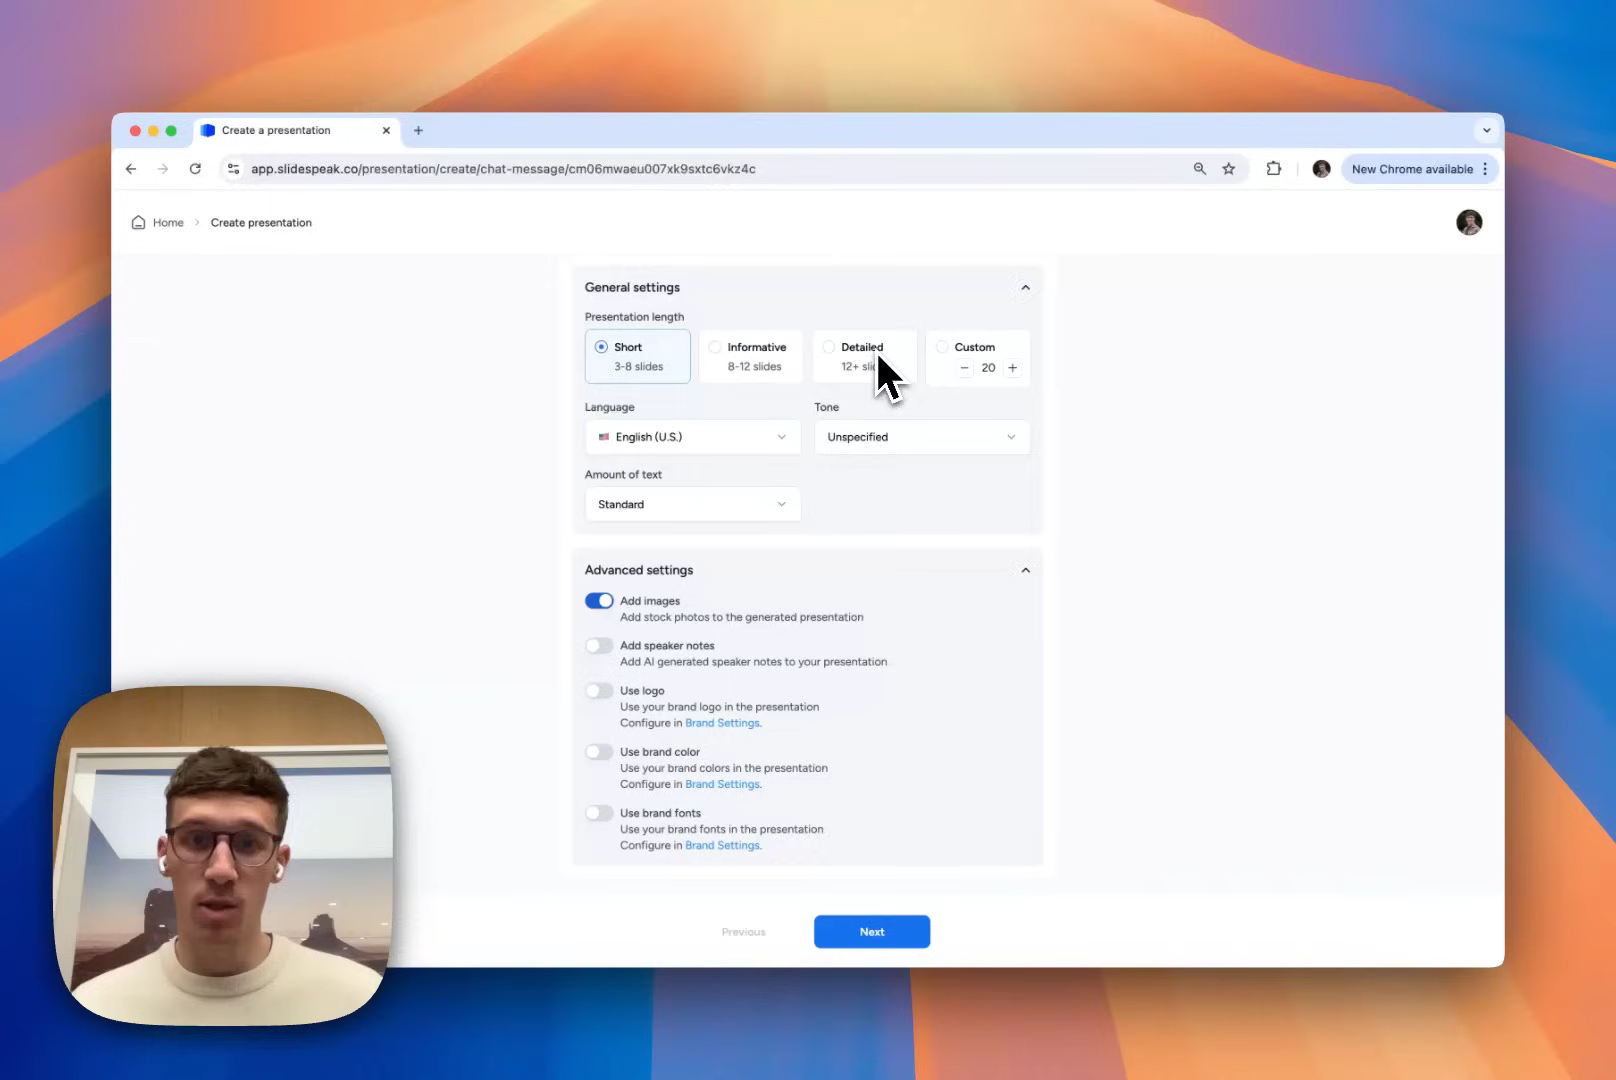 Create a presentation
app.slidespeak.co/presentation/create/chat-message/cm06mwaeu007xk9sxtc6vkz4c
New Chrome available
Home
Create presentation
General settings
Presentation length
Short
3-8 slides
Informative
8-12 slides
Detailed
12+
Custom
20
Language
Tone
English (U.S.)
Unspecified
Amount of text
Standard
Advanced settings
Add images
Add stock photos to the generated presentation
Add speaker notes
Add AI generated speaker notes to your presentation
Use logo
Use your brand logo in the presentation
Configure in Brand Settings.
Use brand color
Use your brand colors in the presentation
Configure in Brand Settings.
Use brand fonts
Use your brand fonts in the presentation
Configure in Brand Settings.
Previous
Next